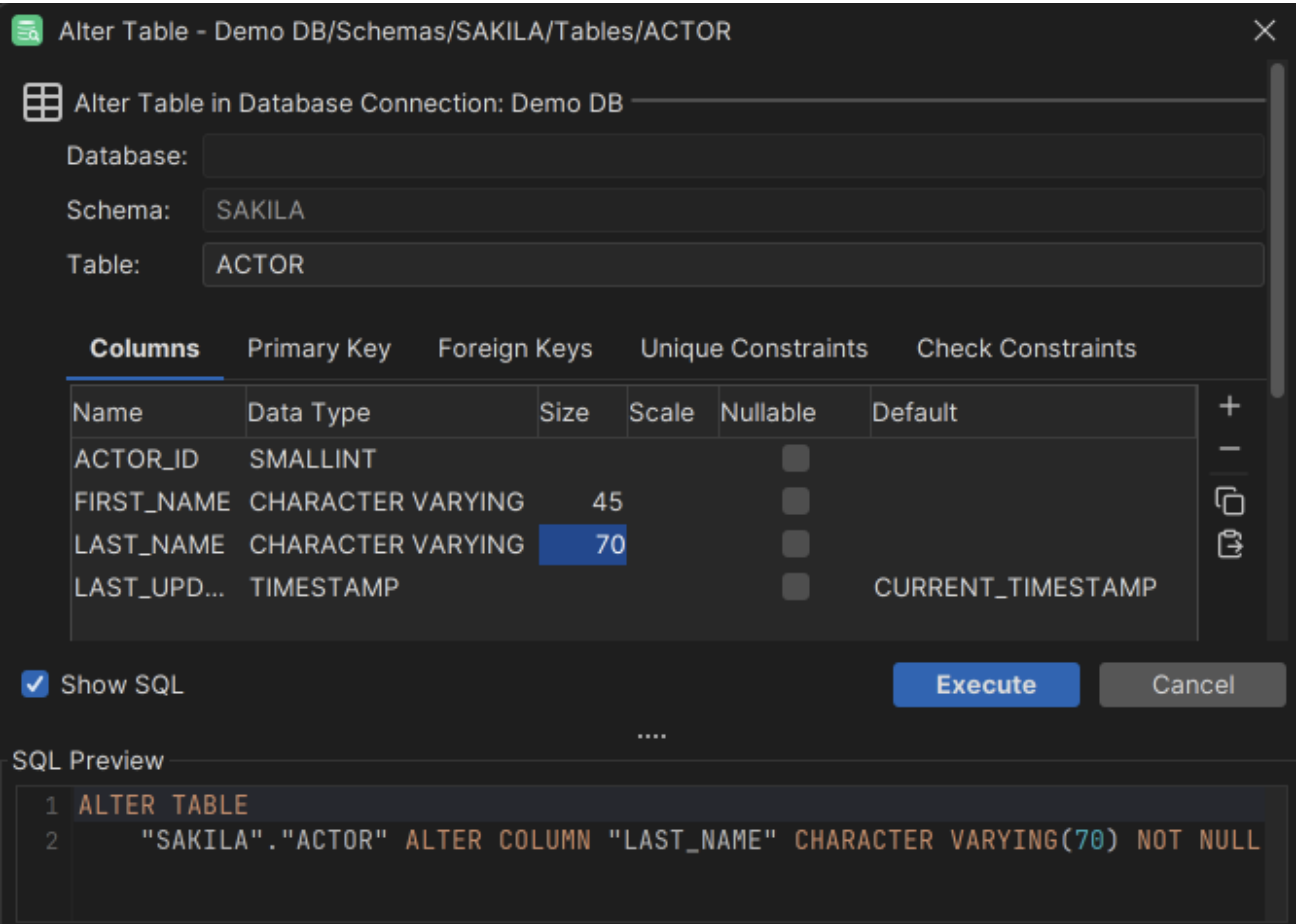 Alter Table - Demo DB/Schemas/SAKILA/Tables/ACTOR
Alter Table in Database Connection: Demo DB
Database:
Schema: SAKILA
Table: ACTOR
Columns Primary Key Foreign Keys Unique Constraints Check Constraints
Name Data Type Size Scale Nullable Default
ACTOR_ID SMALLINT
FIRST_NAME CHARACTER VARYING 45
LAST_NAME CHARACTER VARYING 70
LAST_UPD... TIMESTAMP CURRENT_TIMESTAMP
Show SQL Execute Cancel
SQL Preview
1 ALTER TABLE
2 "SAKILA"."ACTOR" ALTER COLUMN "LAST_NAME" CHARACTER VARYING(70) NOT NULL